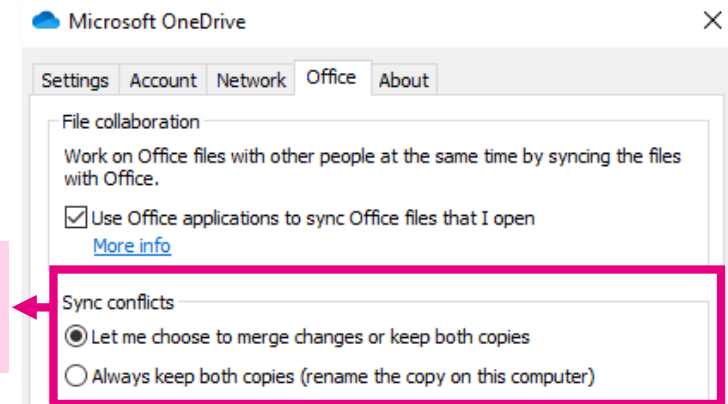 Microsoft OneDrive
Settings Account Network Office About
File collaboration
Work on Office files with other people at the same time by syncing the files
with Office.
Use Office applications to sync Office files that I open
More info
Sync conflicts
Let me choose to merge changes or keep both copies
Always keep both copies (rename the copy on this computer)